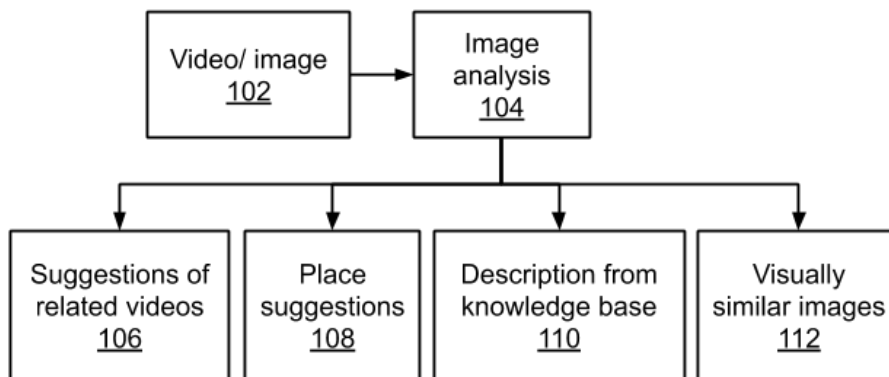 Video/ image
102
Image
analysis
104
Suggestions of
related videos
106
Place
suggestions
108
Description from
knowledge base
110
Visually
similar images
112